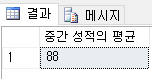 결과 메시지
중간 성적의 평균
1 88